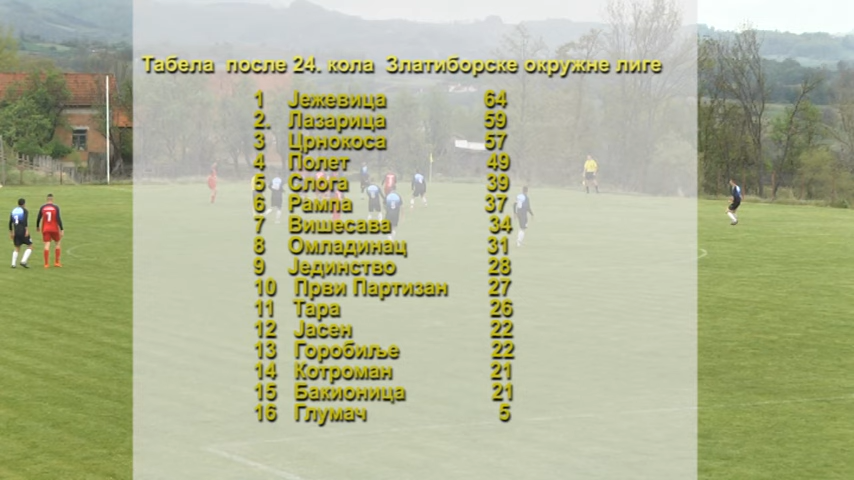 Табела после 24. кола Златиборске окружне лиге
1 Јежевица 64
2. Лазарица 59
3 Црнокоса 57
4 Полет 49
5 Слога 39
6 Рампа 37
7 Вишесава 34
8 Омладинац 31
9 Јединство 28
10 Први Партизан 27
11 Тара 26
12 Јасен 22
13 Горобиље 22
14 Котроман 21
15 Бакионица 21
16 Глумач 5